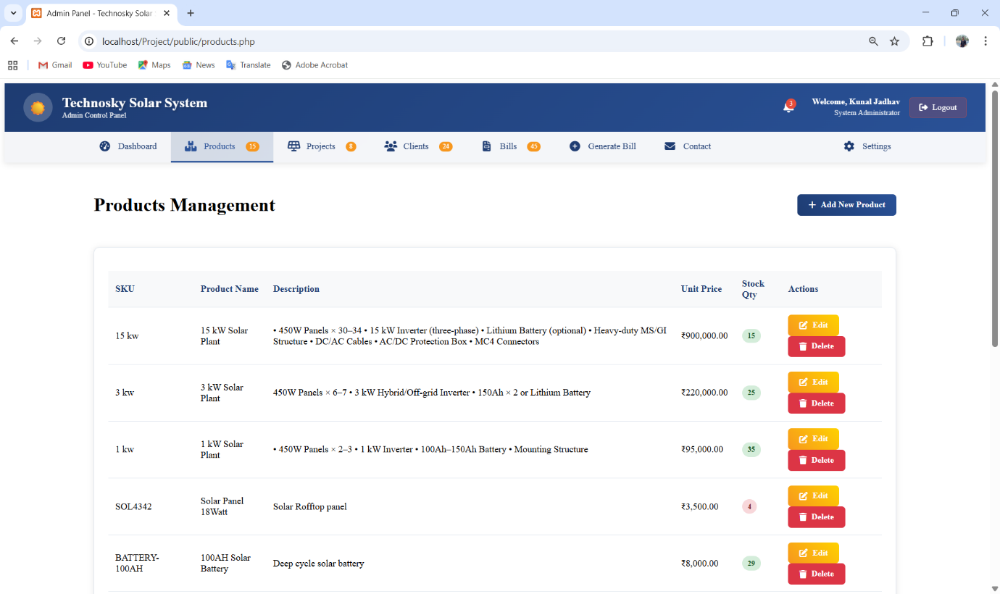 Admin Panel - Technosky Solar
localhost/Project/public/products.php
Gmail YouTube Maps News Translate Adobe Acrobat
Technosky Solar System
Admin Control Panel
3
Welcome, Kunal Jadhav
System Administrator
Logout
Dashboard Products 15 Projects 8 Clients 24 Bills 45 Generate Bill Contact Settings
Products Management
+ Add New Product
SKU Product Name Description Unit Price Stock Qty Actions
15 kw
15 kW Solar
Plant
• 450W Panels × 30–34 • 15 kW Inverter (three-phase) • Lithium Battery (optional) • Heavy-duty MS/GI
Structure • DC/AC Cables • AC/DC Protection Box • MC4 Connectors
₹900,000.00
15
Edit
Delete
3 kw
3 kW Solar
Plant
450W Panels × 6–7 • 3 kW Hybrid/Off-grid Inverter • 150Ah × 2 or Lithium Battery
₹220,000.00
25
Edit
Delete
1 kw
1 kW Solar
Plant
• 450W Panels × 2–3 • 1 kW Inverter • 100Ah–150Ah Battery • Mounting Structure
₹95,000.00
35
Edit
Delete
SOL4342
Solar Panel
18Watt
Solar Rofftop panel
₹3,500.00
4
Edit
Delete
BATTERY-
100AH
100AH Solar
Battery
Deep cycle solar battery
₹8,000.00
29
Edit
Delete